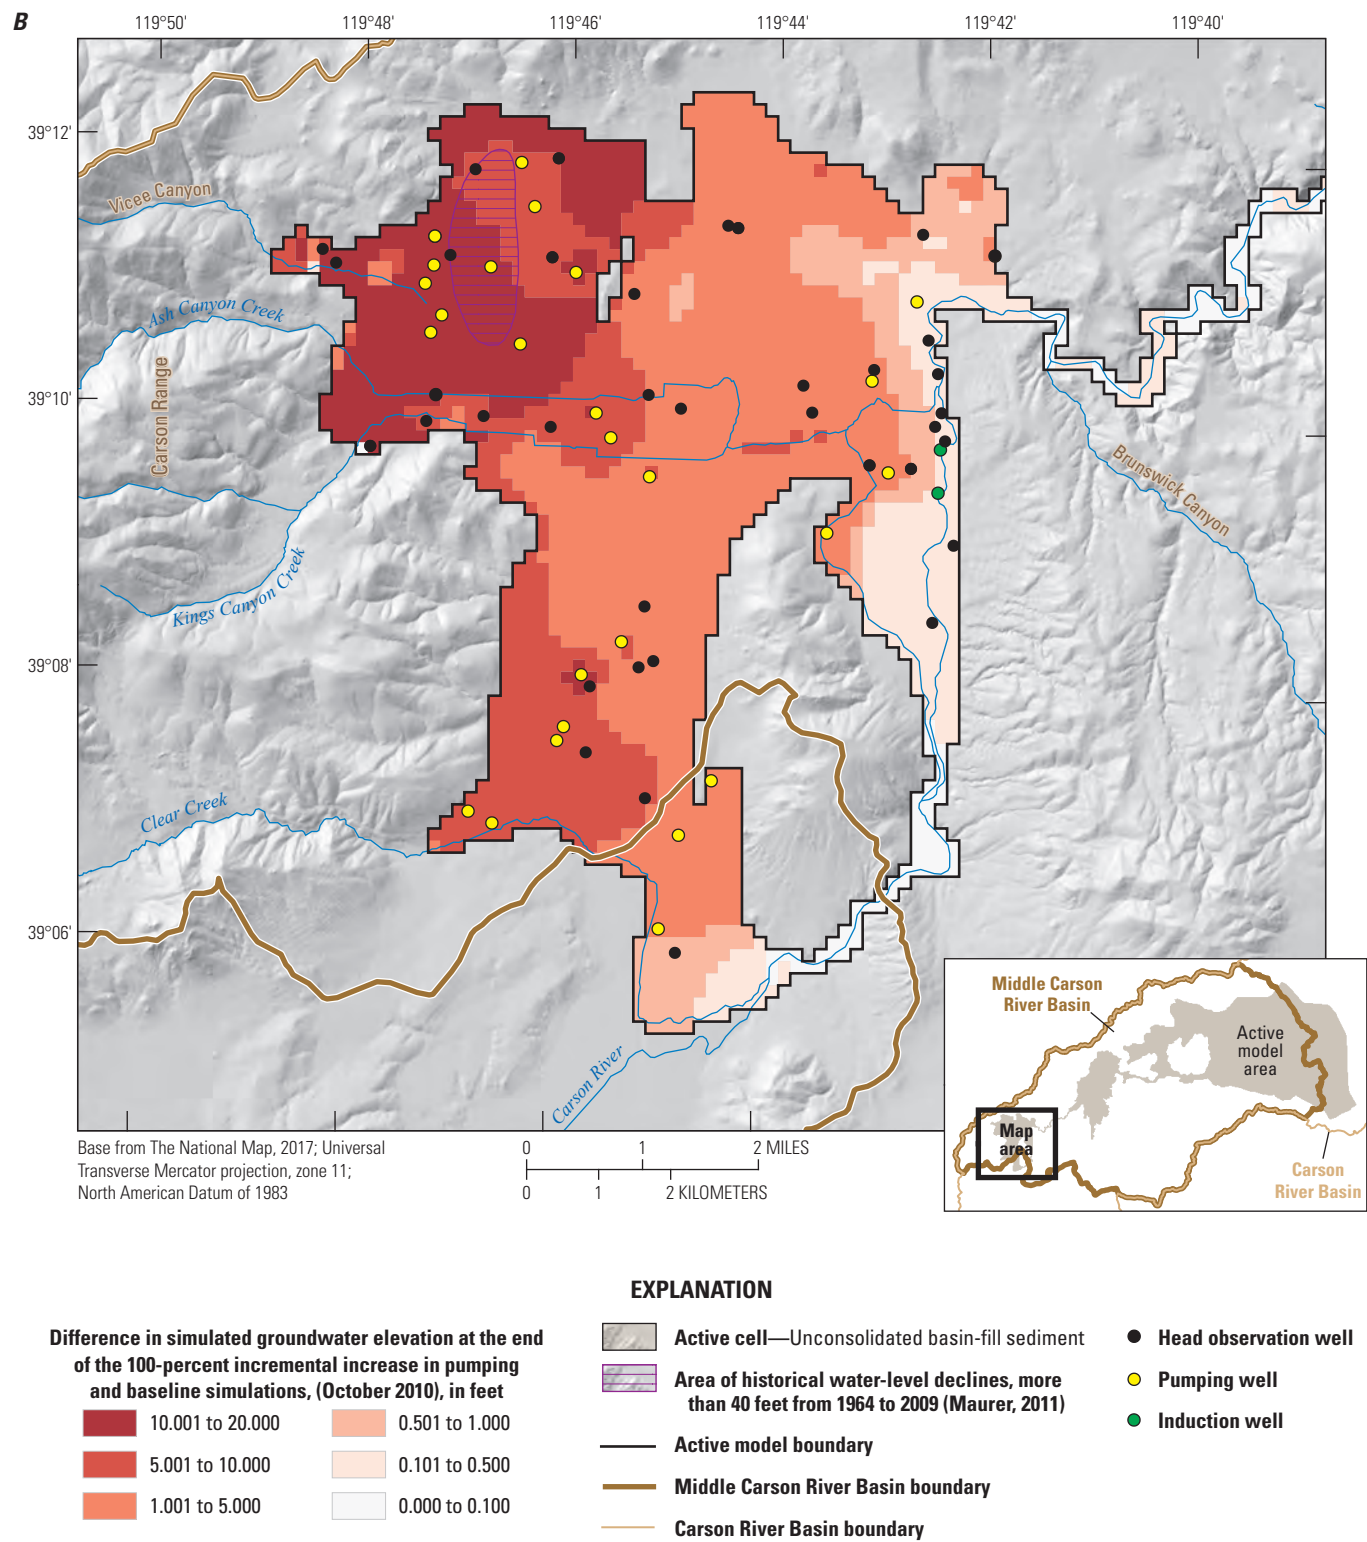 B
119°50' 119°48' 119°46' 119°44' 119°42' 119°40'
39°12'
Vicee Canyon
Ash Canyon Creek
Carson Range
39°10'
Brunswick Canyon
Kings Canyon Creek
39°08'
Clear Creek
39°06'
Carson River
Middle Carson
River Basin
Active
model
area
Map
area
Carson
River Basin
Base from The National Map, 2017; Universal
Transverse Mercator projection, zone 11;
North American Datum of 1983
0 1 2 MILES
0 1 2 KILOMETERS
EXPLANATION
Difference in simulated groundwater elevation at the end
of the 100-percent incremental increase in pumping
and baseline simulations, (October 2010), in feet
10.001 to 20.000
5.001 to 10.000
1.001 to 5.000
0.501 to 1.000
0.101 to 0.500
0.000 to 0.100
Active cell—Unconsolidated basin-fill sediment
Area of historical water-level declines, more
than 40 feet from 1964 to 2009 (Maurer, 2011)
Active model boundary
Middle Carson River Basin boundary
Carson River Basin boundary
Head observation well
Pumping well
Induction well